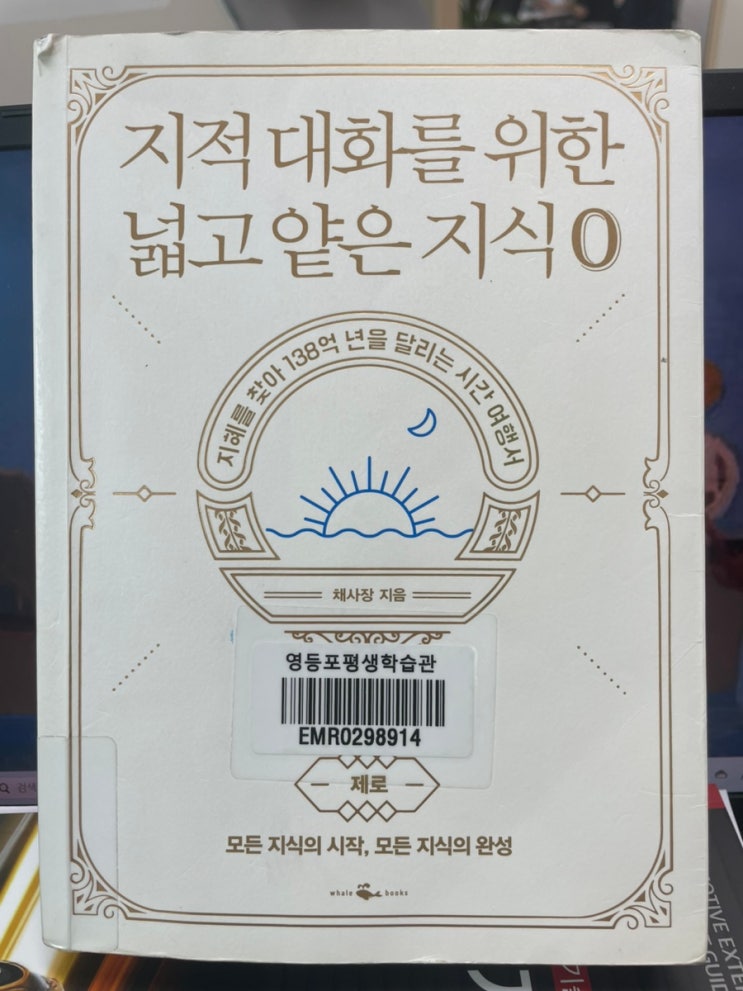 지적 대화를 위한
넓고 얕은 지식 0
지혜를 찾아 138억 년을 달리는 시간 여행서
채사장 지음
영등포평생학습관
EMR0298914
제로
모든 지식의 시작, 모든 지식의 완성
whale books
검색